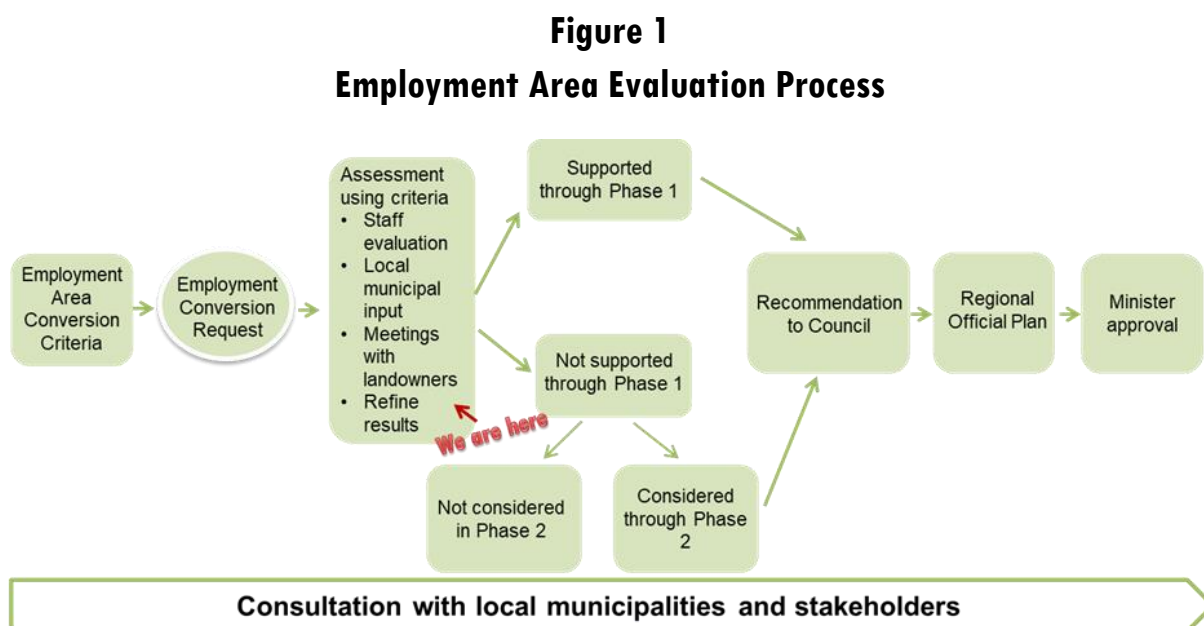 Figure 1
Employment Area Evaluation Process
Employment
Area
Conversion
Criteria
Employment
Conversion
Request
Assessment
using criteria
• Staff
evaluation
• Local
municipal
input
• Meetings
with
landowners
• Refine
results
We are here
Supported
through Phase 1
Not supported
through Phase 1
Not considered
in Phase 2
Considered
through Phase
2
Recommendation
to Council
Regional
Official Plan
Minister
approval
Consultation with local municipalities and stakeholders